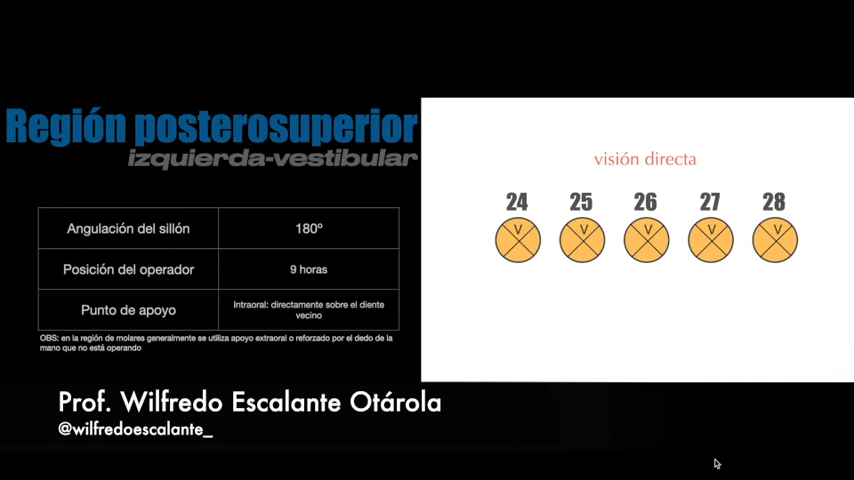 Región posterosuperior
izquierda-vestibular
Angulación del sillón 180º
Posición del operador 9 horas
Punto de apoyo Intraoral: directamente sobre el diente
vecino
OBS: en la región de molares generalmente se utiliza apoyo extraoral o reforzado por el dedo de la
mano que no está operando
visión directa
24 25 26 27 28
V V V V V
Prof. Wilfredo Escalante Otárola
@wilfredoescalante_